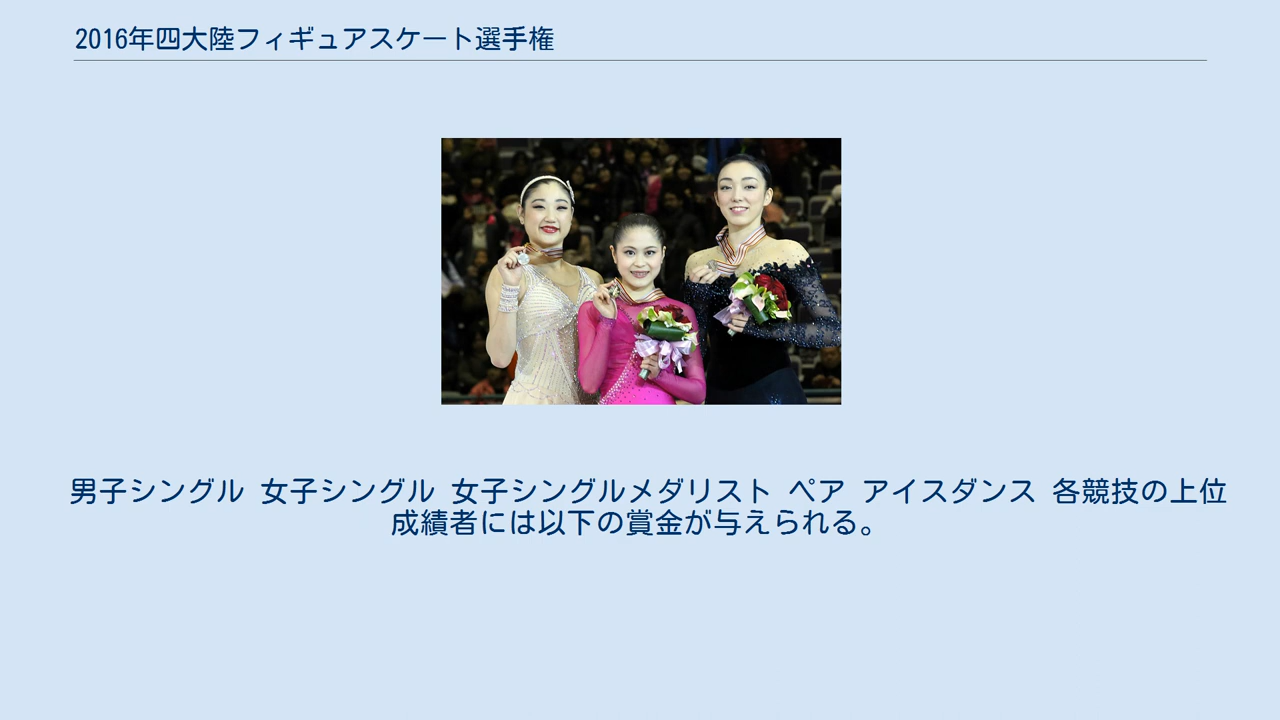 2016年四大陸フィギュアスケート選手権
男子シングル 女子シングル 女子シングルメダリスト ペア アイスダンス 各競技の上位
成績者には以下の賞金が与えられる。